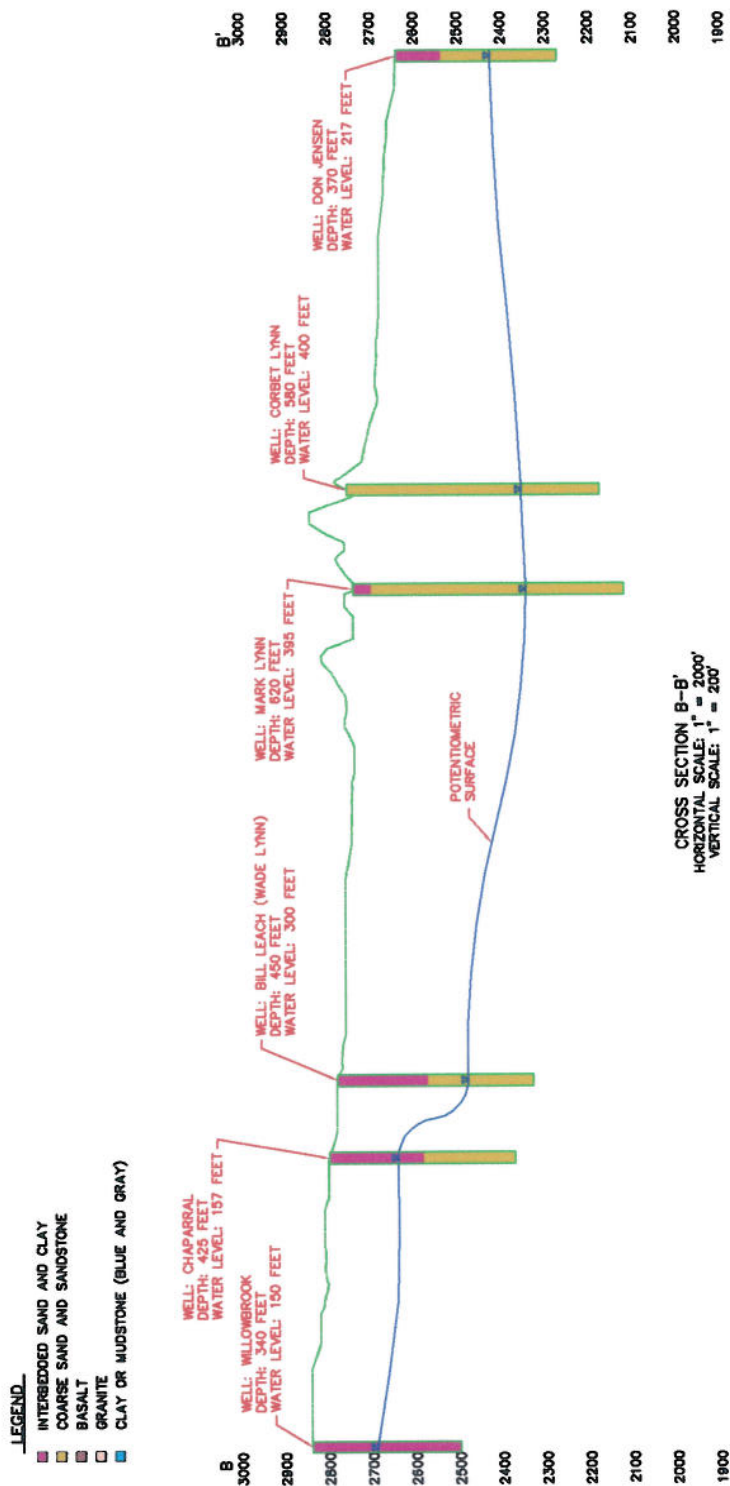 LEGEND
INTERBEDDED SAND AND CLAY
COARSE SAND AND SANDSTONE
BASALT
GRANITE
CLAY OR MUDSTONE (BLUE AND GRAY)
B
3000
2900
2800
2700
2600
2500
2400
2300
2200
2100
2000
1900
WELL: WILLOWBROOK
DEPTH: 340 FEET
WATER LEVEL: 150 FEET
WELL: CHAPARRAL
DEPTH: 425 FEET
WATER LEVEL: 157 FEET
WELL: BILL LEACH (WADE LYNN)
DEPTH: 450 FEET
WATER LEVEL: 300 FEET
WELL: MARK LYNN
DEPTH: 620 FEET
WATER LEVEL: 395 FEET
WELL: CORBET LYNN
DEPTH: 580 FEET
WATER LEVEL: 400 FEET
WELL: DON JENSEN
DEPTH: 370 FEET
WATER LEVEL: 217 FEET
POTENTIOMETRIC
SURFACE
B'
3000
2900
2800
2700
2600
2500
2400
2300
2200
2100
2000
1900
CROSS SECTION B-B'
HORIZONTAL SCALE: 1" = 2000'
VERTICAL SCALE: 1" = 200'